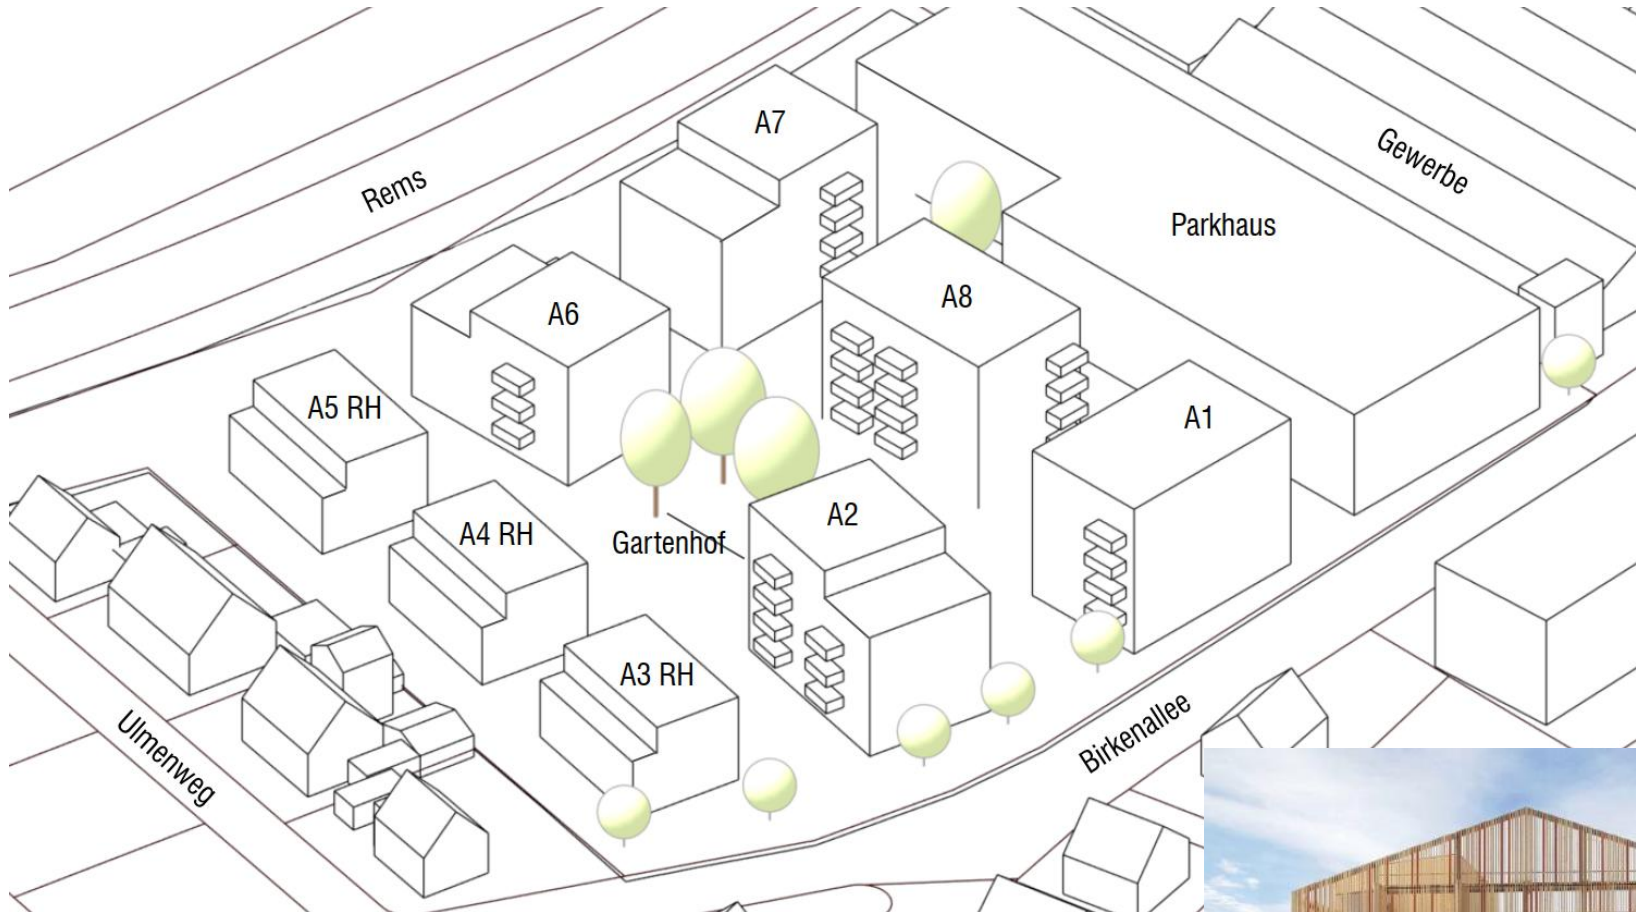 A7
Gewerbe
Rems
Parkhaus
A8
A6
A5 RH
A1
A2
A4 RH
Gartenhof
A3 RH
Birkenallee
Ulmenweg